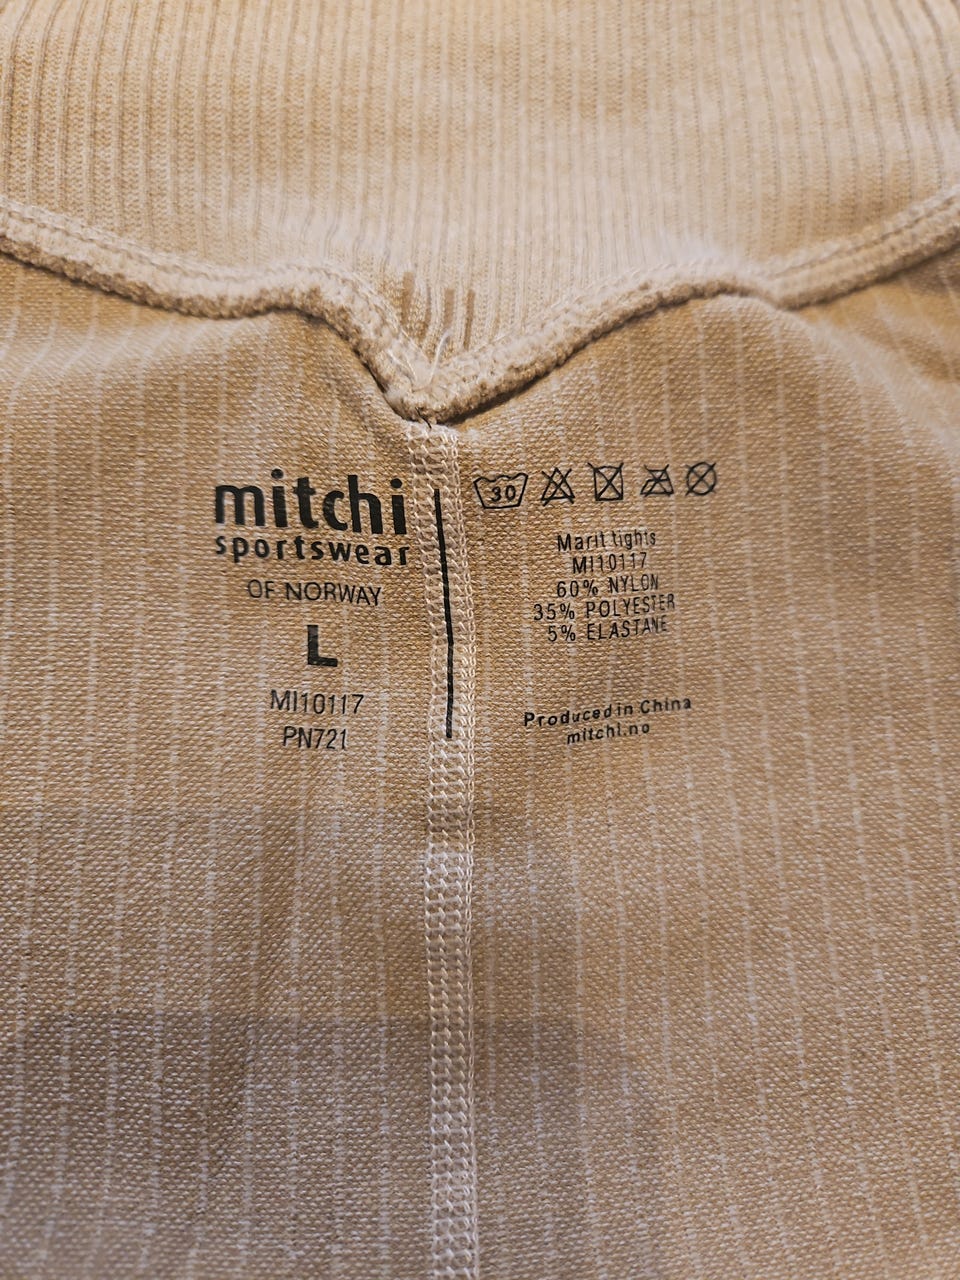 mitchi
sportswear
OF NORWAY
L
MI10117
PN721
30
Marit tights
MI10117
60% NYLON
35% POLYESTER
5% ELASTANE
Produced in China
mitchi.no